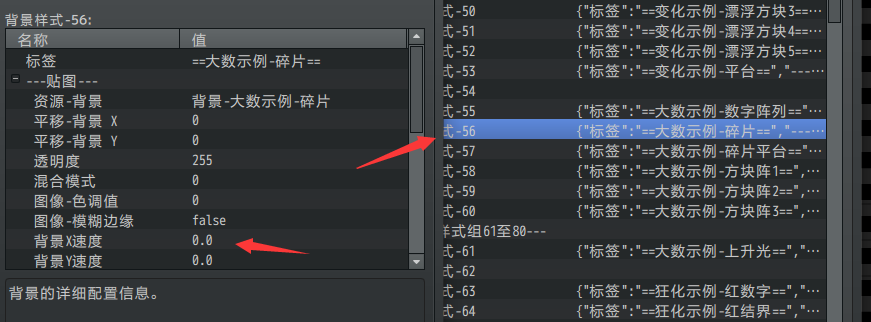 背景样式-56:
名称 值
标签 ==大数示例-碎片==
---贴图---
资源-背景 背景-大数示例-碎片
平移-背景 X 0
平移-背景 Y 0
透明度 255
混合模式 0
图像-色调值 0
图像-模糊边缘 false
背景X速度 0.0
背景Y速度 0.0
背景的详细配置信息。
式-50 {"标签":"==变化示例-漂浮方块3==…
式-51 {"标签":"==变化示例-漂浮方块4==…
式-52 {"标签":"==变化示例-漂浮方块5==…
式-53 {"标签":"==变化示例-平台==","---…
式-54
式-55 {"标签":"==大数示例-数字阵列=="…
式-56 {"标签":"==大数示例-碎片==","---…
式-57 {"标签":"==大数示例-碎片平台=="…
式-58 {"标签":"==大数示例-方块阵1==",…
式-59 {"标签":"==大数示例-方块阵2==",…
式-60 {"标签":"==大数示例-方块阵3==",…
样式组61至80---
式-61 {"标签":"==大数示例-上升光==","…
式-62
式-63 {"标签":"==狂化示例-红数字==","…
式-64 {"标签":"==狂化示例-红结界==","…